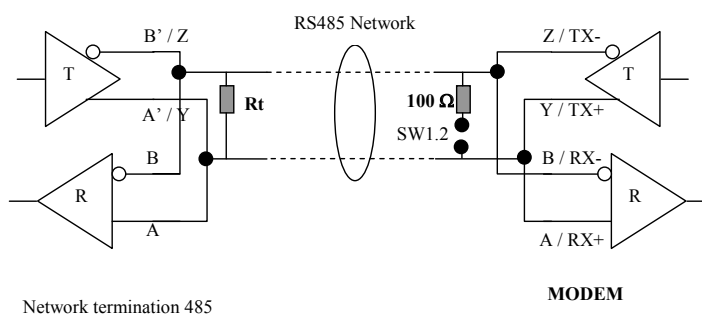 RS485 Network
B' / Z
Z / TX-
T
T
Rt
100 Ω
A' / Y
Y / TX+
SW1.2
B
B / RX-
R
R
A
A / RX+
MODEM
Network termination 485